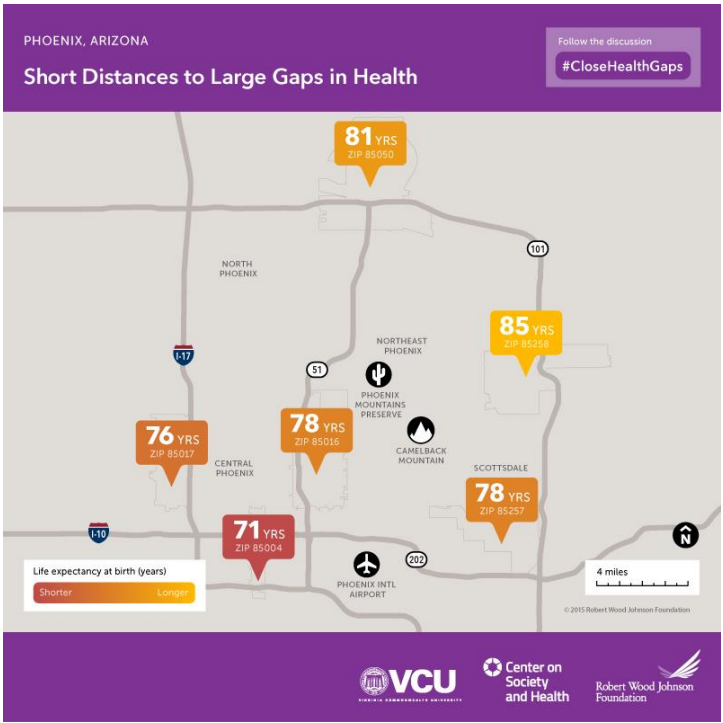 PHOENIX, ARIZONA
Short Distances to Large Gaps in Health
Follow the discussion
#CloseHealthGaps
81 YRS
ZIP 85050
101
NORTH
PHOENIX
85 YRS
ZIP 85258
NORTHEAST
PHOENIX
I-17
51
PHOENIX
MOUNTAINS
PRESERVE
76 YRS
ZIP 85017
78 YRS
ZIP 85016
CAMELBACK
MOUNTAIN
CENTRAL
PHOENIX
SCOTTSDALE
78 YRS
ZIP 85257
71 YRS
ZIP 85004
I-10
N
202
Life expectancy at birth (years)
Shorter Longer
PHOENIX INTL
AIRPORT
4 miles
© 2015 Robert Wood Johnson Foundation
VCU
VIRGINIA COMMONWEALTH UNIVERSITY
Center on
Society
and Health
Robert Wood Johnson
Foundation